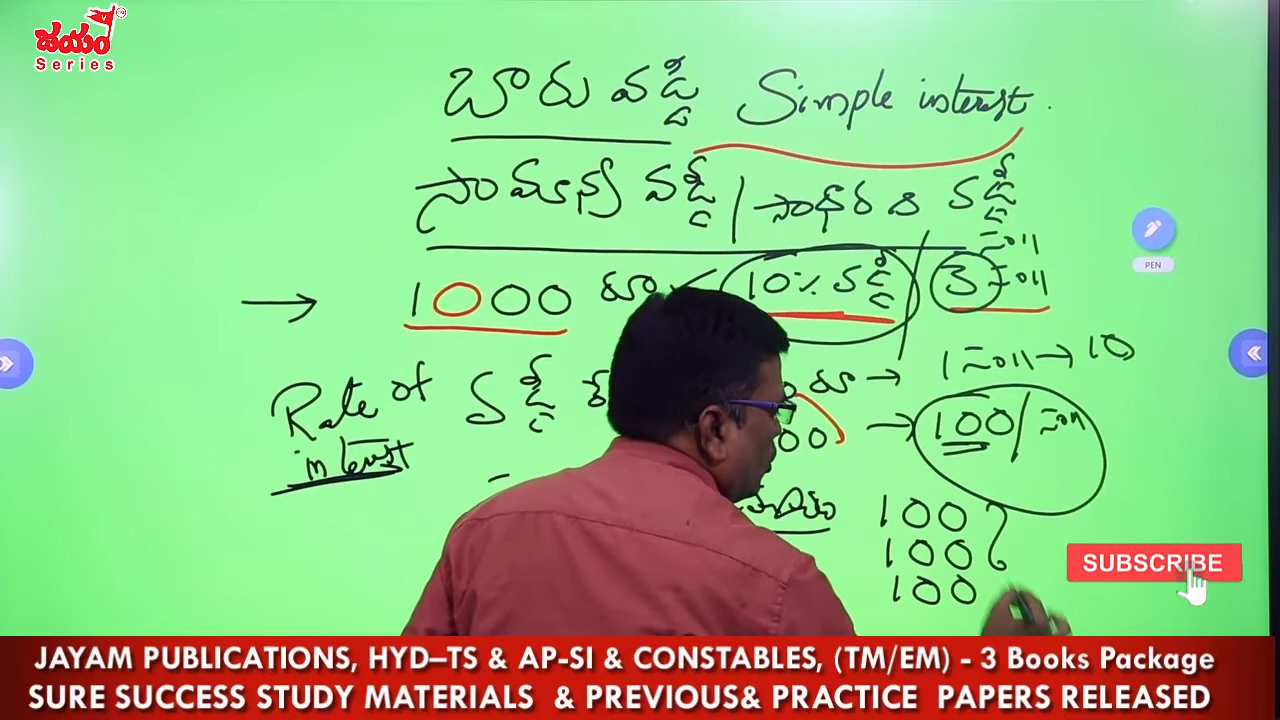 జయం
Series
బారు వడ్డీ Simple interest.
సామాన్య వడ్డీ / సాధారణ వడ్డీ
→ 1000 రూ 10% వడ్డీ / 3 సం॥
సం॥
Rate of వడ్డీ
interest
రూ → 1 సం॥ → 10
00 → 100 / సం॥
100
100
100
PEN
SUBSCRIBE
JAYAM PUBLICATIONS, HYD–TS & AP-SI & CONSTABLES, (TM/EM) - 3 Books Package
SURE SUCCESS STUDY MATERIALS & PREVIOUS& PRACTICE PAPERS RELEASED